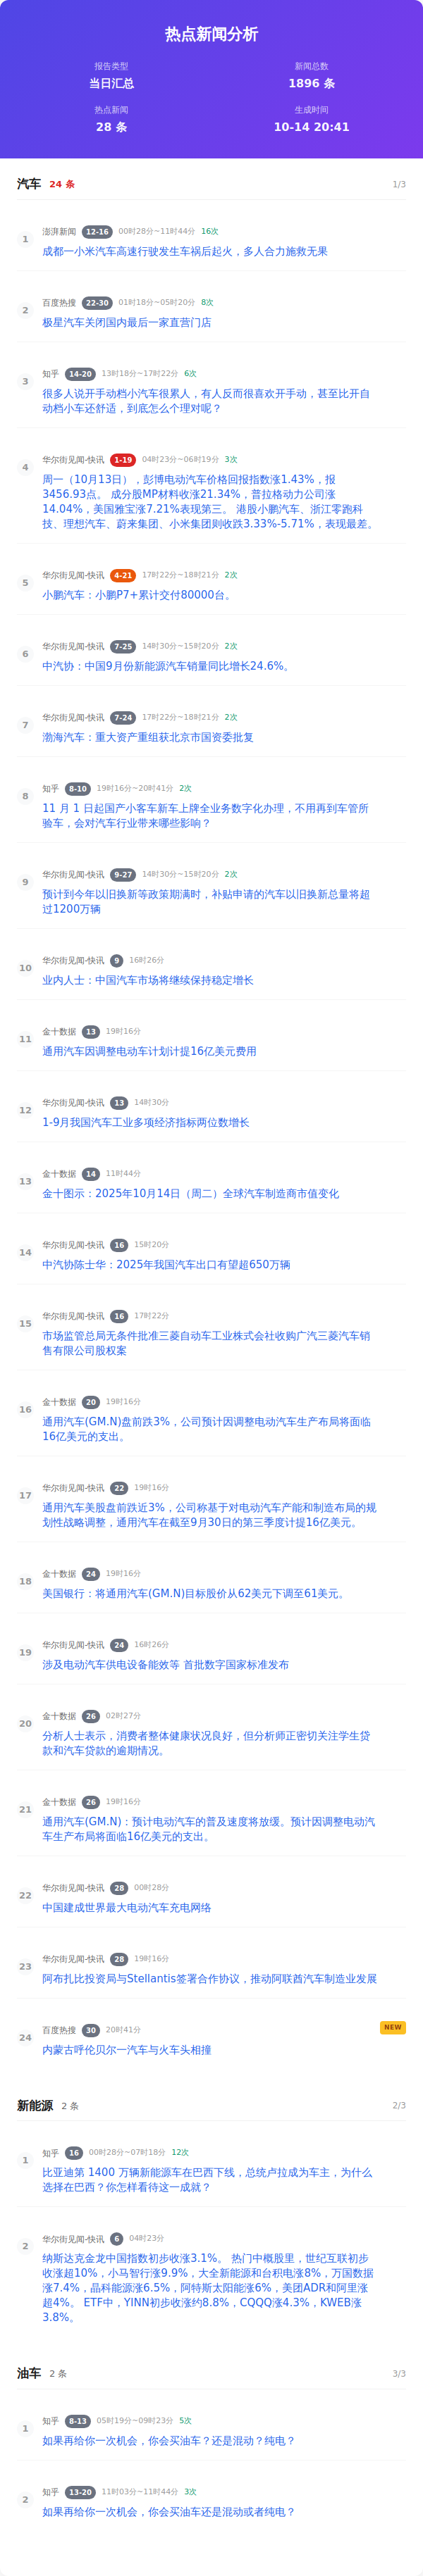 热点新闻分析
报告类型
新闻总数
当日汇总
1896 条
热点新闻
生成时间
28 条
10-14 20:41
汽车 24 条 1/3
1 澎湃新闻 12-16 00时28分~11时44分 16次
成都一小米汽车高速行驶发生车祸后起火，多人合力施救无果
2 百度热搜 22-30 01时18分~05时20分 8次
极星汽车关闭国内最后一家直营门店
3 知乎 14-20 13时18分~17时22分 6次
很多人说开手动档小汽车很累人，有人反而很喜欢开手动，甚至比开自
动档小车还舒适，到底怎么个理对呢？
4 华尔街见闻-快讯 1-19 04时23分~06时19分 3次
周一（10月13日），彭博电动汽车价格回报指数涨1.43%，报
3456.93点。 成分股MP材料收涨21.34%，普拉格动力公司涨
14.04%，美国雅宝涨7.21%表现第三。 港股小鹏汽车、浙江零跑科
技、理想汽车、蔚来集团、小米集团则收跌3.33%-5.71%，表现最差。
5 华尔街见闻-快讯 4-21 17时22分~18时21分 2次
小鹏汽车：小鹏P7+累计交付80000台。
6 华尔街见闻-快讯 7-25 14时30分~15时20分 2次
中汽协：中国9月份新能源汽车销量同比增长24.6%。
7 华尔街见闻-快讯 7-24 17时22分~18时21分 2次
渤海汽车：重大资产重组获北京市国资委批复
8 知乎 8-10 19时16分~20时41分 2次
11 月 1 日起国产小客车新车上牌全业务数字化办理，不用再到车管所
验车，会对汽车行业带来哪些影响？
9 华尔街见闻-快讯 9-27 14时30分~15时20分 2次
预计到今年以旧换新等政策期满时，补贴申请的汽车以旧换新总量将超
过1200万辆
10 华尔街见闻-快讯 9 16时26分
业内人士：中国汽车市场将继续保持稳定增长
11 金十数据 13 19时16分
通用汽车因调整电动车计划计提16亿美元费用
12 华尔街见闻-快讯 13 14时30分
1-9月我国汽车工业多项经济指标两位数增长
13 金十数据 14 11时44分
金十图示：2025年10月14日（周二）全球汽车制造商市值变化
14 华尔街见闻-快讯 16 15时20分
中汽协陈士华：2025年我国汽车出口有望超650万辆
15 华尔街见闻-快讯 16 17时22分
市场监管总局无条件批准三菱自动车工业株式会社收购广汽三菱汽车销
售有限公司股权案
16 金十数据 20 19时16分
通用汽车(GM.N)盘前跌3%，公司预计因调整电动车生产布局将面临
16亿美元的支出。
17 华尔街见闻-快讯 22 19时16分
通用汽车美股盘前跌近3%，公司称基于对电动汽车产能和制造布局的规
划性战略调整，通用汽车在截至9月30日的第三季度计提16亿美元。
18 金十数据 24 19时16分
美国银行：将通用汽车(GM.N)目标股价从62美元下调至61美元。
19 华尔街见闻-快讯 24 16时26分
涉及电动汽车供电设备能效等 首批数字国家标准发布
20 金十数据 26 02时27分
分析人士表示，消费者整体健康状况良好，但分析师正密切关注学生贷
款和汽车贷款的逾期情况。
21 金十数据 26 19时16分
通用汽车(GM.N)：预计电动汽车的普及速度将放缓。预计因调整电动汽
车生产布局将面临16亿美元的支出。
22 华尔街见闻-快讯 28 00时28分
中国建成世界最大电动汽车充电网络
23 华尔街见闻-快讯 28 19时16分
阿布扎比投资局与Stellantis签署合作协议，推动阿联酋汽车制造业发展
24 百度热搜 30 20时41分 NEW
内蒙古呼伦贝尔一汽车与火车头相撞
新能源 2 条 2/3
1 知乎 16 00时28分~07时18分 12次
比亚迪第 1400 万辆新能源车在巴西下线，总统卢拉成为车主，为什么
选择在巴西？你怎样看待这一成就？
2 华尔街见闻-快讯 6 04时23分
纳斯达克金龙中国指数初步收涨3.1%。 热门中概股里，世纪互联初步
收涨超10%，小马智行涨9.9%，大全新能源和台积电涨8%，万国数据
涨7.4%，晶科能源涨6.5%，阿特斯太阳能涨6%，美团ADR和阿里涨
超4%。 ETF中，YINN初步收涨约8.8%，CQQQ涨4.3%，KWEB涨
3.8%。
油车 2 条 3/3
1 知乎 8-13 05时19分~09时23分 5次
如果再给你一次机会，你会买油车？还是混动？纯电？
2 知乎 13-20 11时03分~11时44分 3次
如果再给你一次机会，你会买油车还是混动或者纯电？